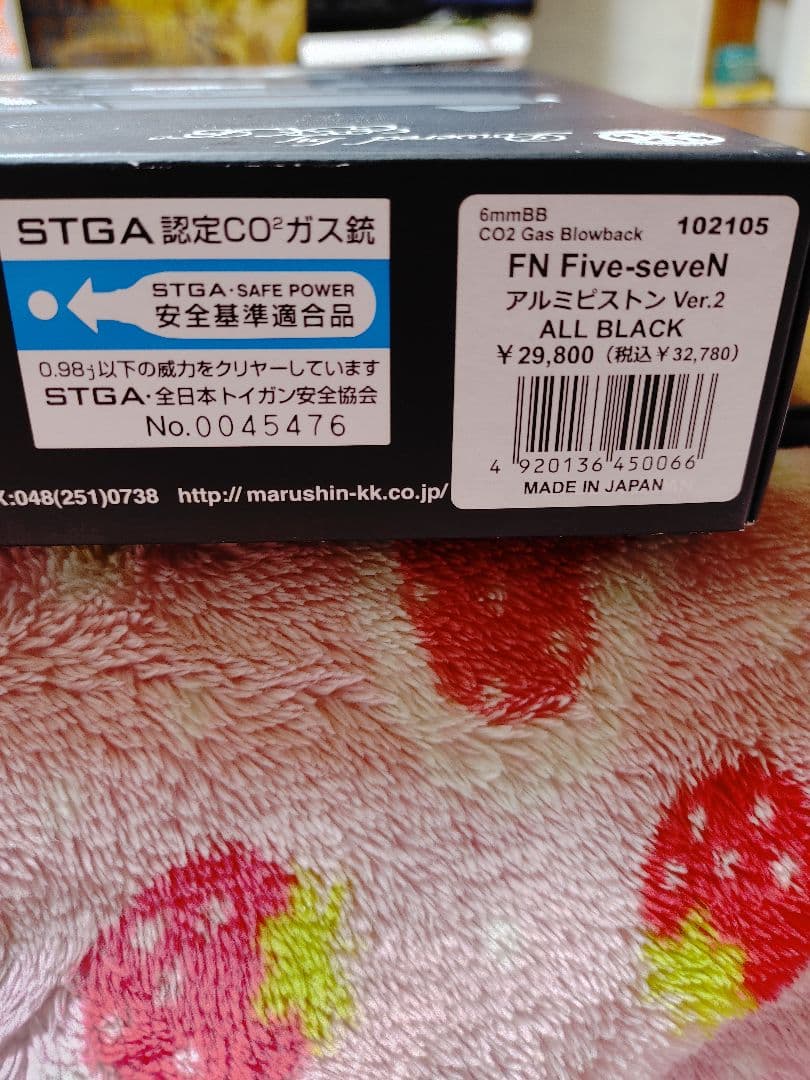 Powered by
STGA 認定CO²ガス銃
STGA・SAFE POWER
安全基準適合品
0.98j以下の威力をクリヤーしています
STGA・全日本トイガン安全協会
No.0045476
X:048(251)0738 http://marushin-kk.co.jp/
6mmBB
CO2 Gas Blowback 102105
FN Five-seveN
アルミピストン Ver.2
ALL BLACK
￥29,800（税込￥32,780）
4 920136 450066
MADE IN JAPAN